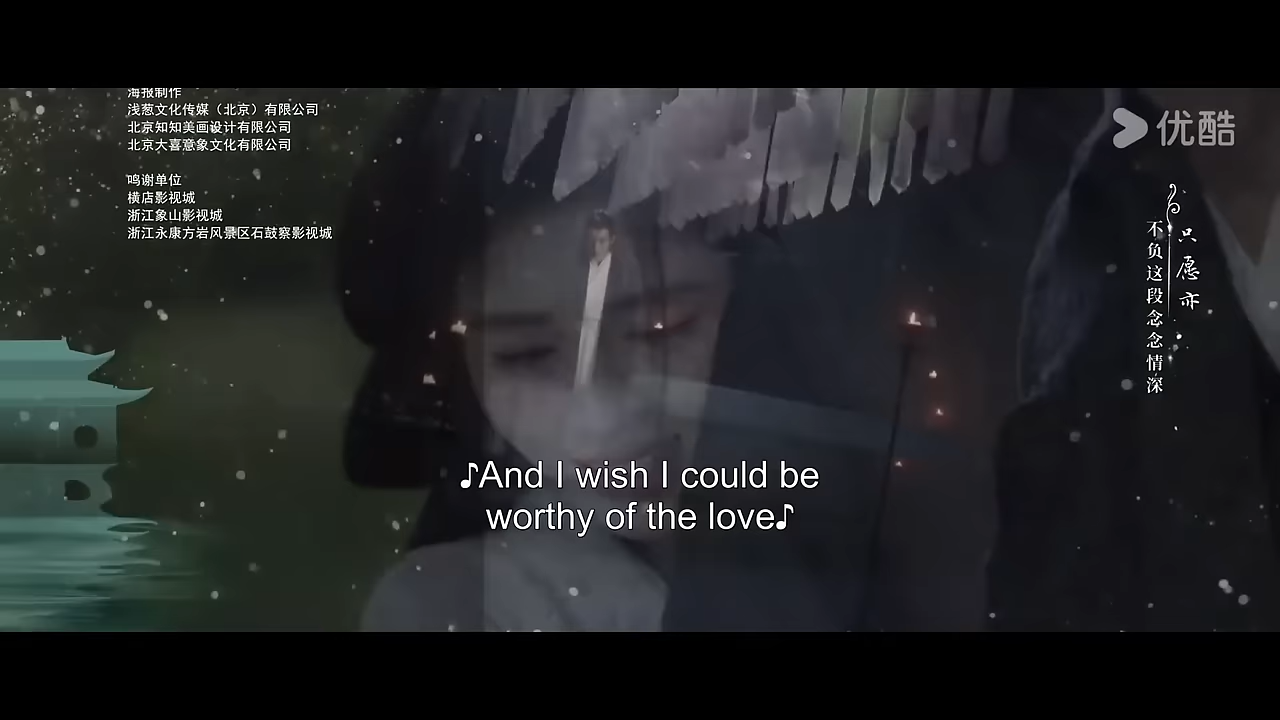 海报制作
浅葱文化传媒（北京）有限公司
北京知知美画设计有限公司
北京大喜意象文化有限公司
鸣谢单位
横店影视城
浙江象山影视城
浙江永康方岩风景区石鼓寮影视城
优酷
只愿亦
不负这段念念情深
♪And I wish I could be
worthy of the love♪